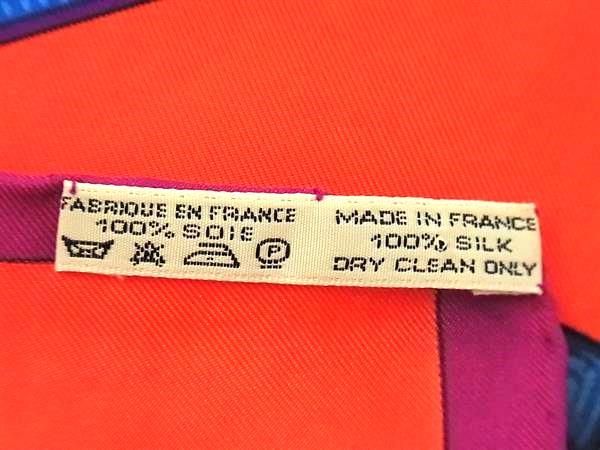 FABRIQUE EN FRANCE
100% SOIE
P
MADE IN FRANCE
100% SILK
DRY CLEAN ONLY